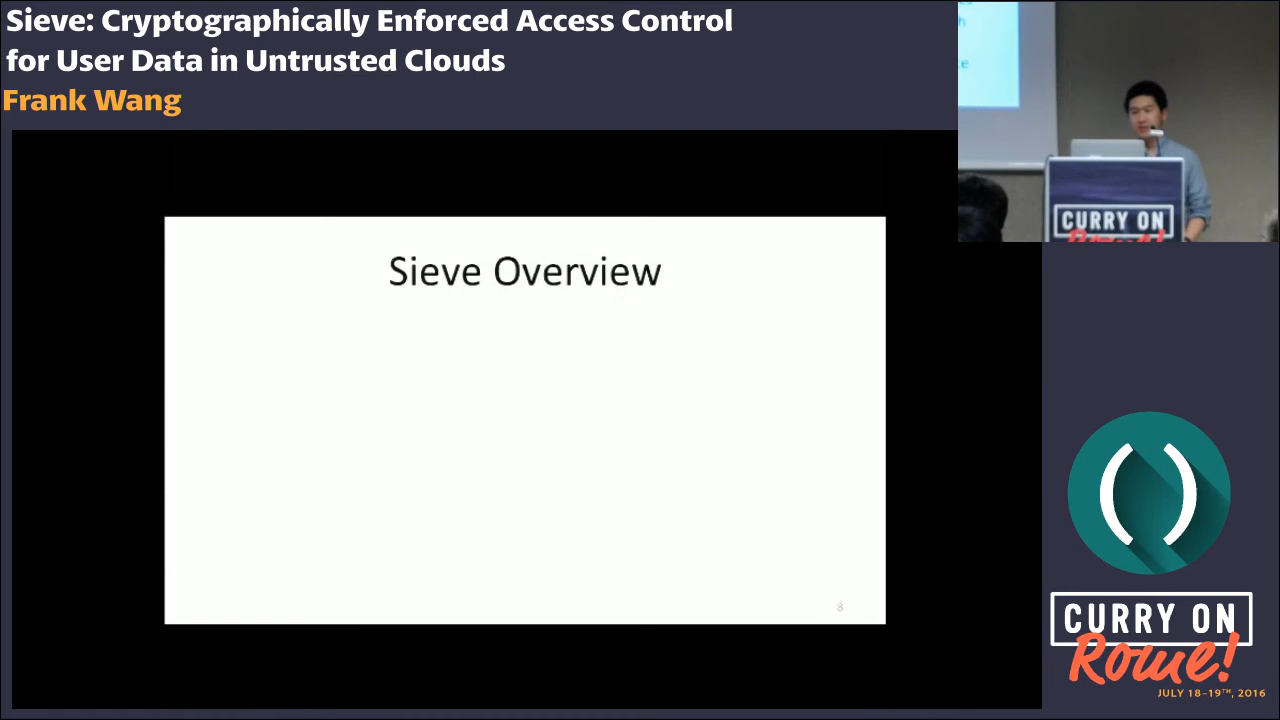 Sieve: Cryptographically Enforced Access Control
for User Data in Untrusted Clouds
Frank Wang
Sieve Overview
8
CURRY ON
Rome!
CURRY ON
Rome!
JULY 18-19TH, 2016